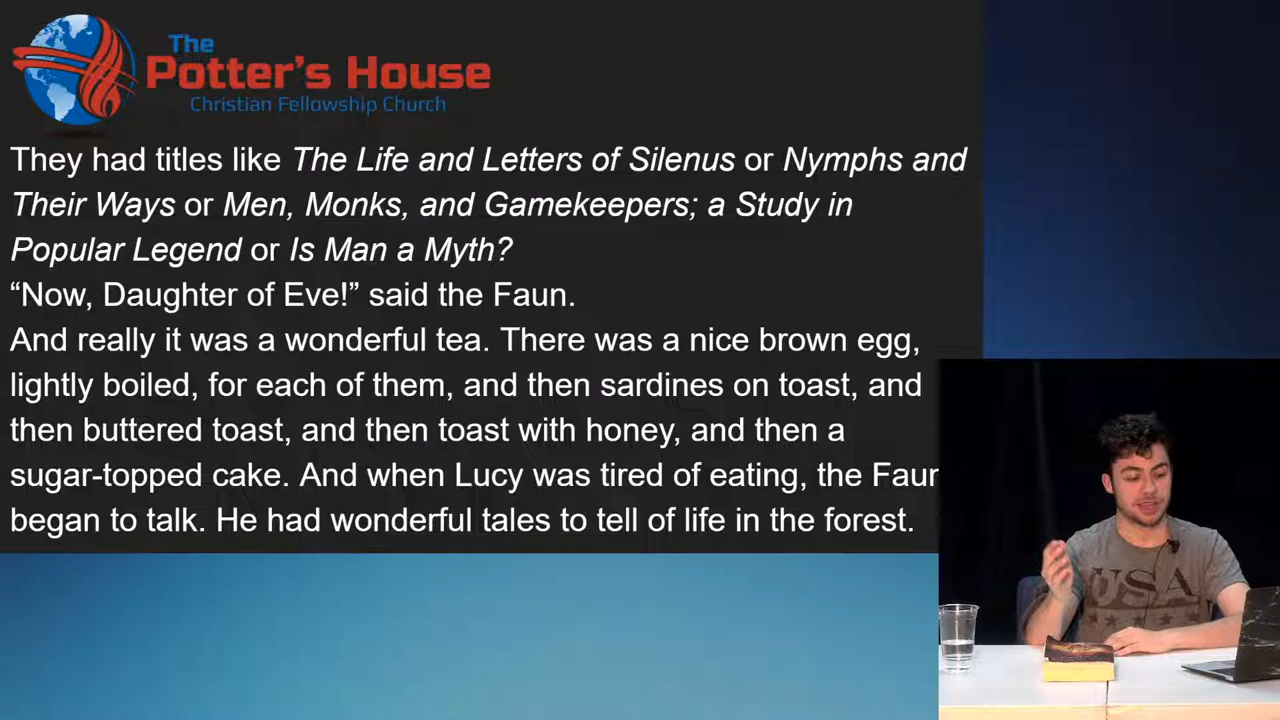 The
Potter's House
Christian Fellowship Church
They had titles like The Life and Letters of Silenus or Nymphs and
Their Ways or Men, Monks, and Gamekeepers; a Study in
Popular Legend or Is Man a Myth?
“Now, Daughter of Eve!” said the Faun.
And really it was a wonderful tea. There was a nice brown egg,
lightly boiled, for each of them, and then sardines on toast, and
then buttered toast, and then toast with honey, and then a
sugar-topped cake. And when Lucy was tired of eating, the Faun
began to talk. He had wonderful tales to tell of life in the forest.
USA